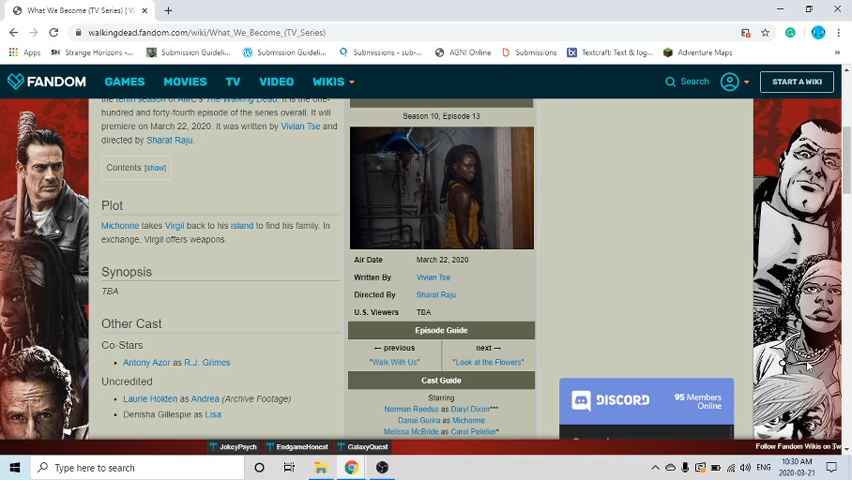 What We Become (TV Series) | W
walkingdead.fandom.com/wiki/What_We_Become_(TV_Series)
Apps
Strange Horizons -...
Submission Guideli...
Submission Guideli...
Submissions - sub-...
AGNI Online
Submissions
Textcraft: Text & log...
Adventure Maps
»
FANDOM
GAMES
MOVIES
TV
VIDEO
WIKIS
Search
START A WIKI
the tenth season of AMC's The Walking Dead. It is the one-
hundred and forty-fourth episode of the series overall. It will
premiere on March 22, 2020. It was written by Vivian Tse and
directed by Sharat Raju.
Contents [show]
Plot
Michonne takes Virgil back to his island to find his family. In
exchange, Virgil offers weapons.
Synopsis
TBA
Other Cast
Co-Stars
• Antony Azor as R.J. Grimes
Uncredited
• Laurie Holden as Andrea (Archive Footage)
• Denisha Gillespie as Lisa
Season 10, Episode 13
Air Date March 22, 2020
Written By Vivian Tse
Directed By Sharat Raju
U.S. Viewers TBA
Episode Guide
← previous next →
"Walk With Us" "Look at the Flowers"
Cast Guide
Starring
Norman Reedus as Daryl Dixon***
Danai Gurira as Michonne
Melissa McBride as Carol Peletier*
DISCORD
95 Members
Online
JokeyPsych
EndgameHonest
GalaxyQuest
Follow Fandom Wikis on
Type here to search
ENG
10:30 AM
2020-03-21